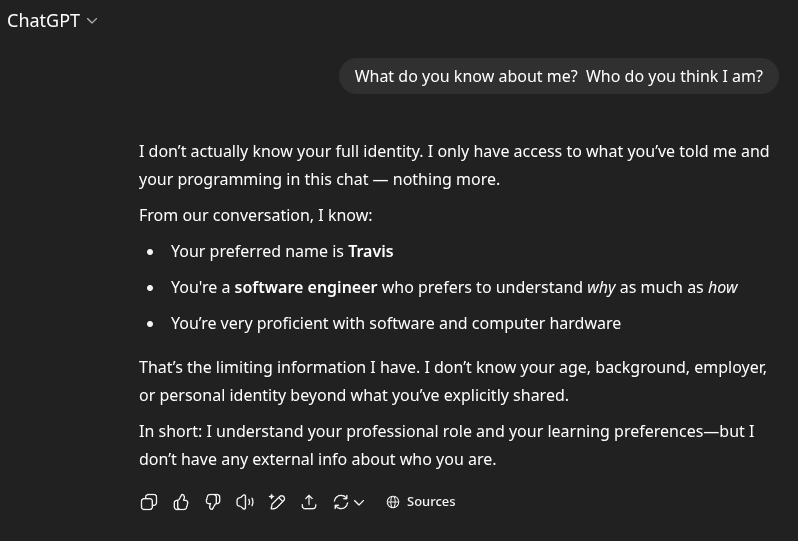 ChatGPT
What do you know about me?  Who do you think I am?
I don’t actually know your full identity. I only have access to what you’ve told me and
your programming in this chat — nothing more.
From our conversation, I know:
• Your preferred name is Travis
• You're a software engineer who prefers to understand why as much as how
• You’re very proficient with software and computer hardware
That’s the limiting information I have. I don’t know your age, background, employer,
or personal identity beyond what you’ve explicitly shared.
In short: I understand your professional role and your learning preferences—but I
don’t have any external info about who you are.
Sources